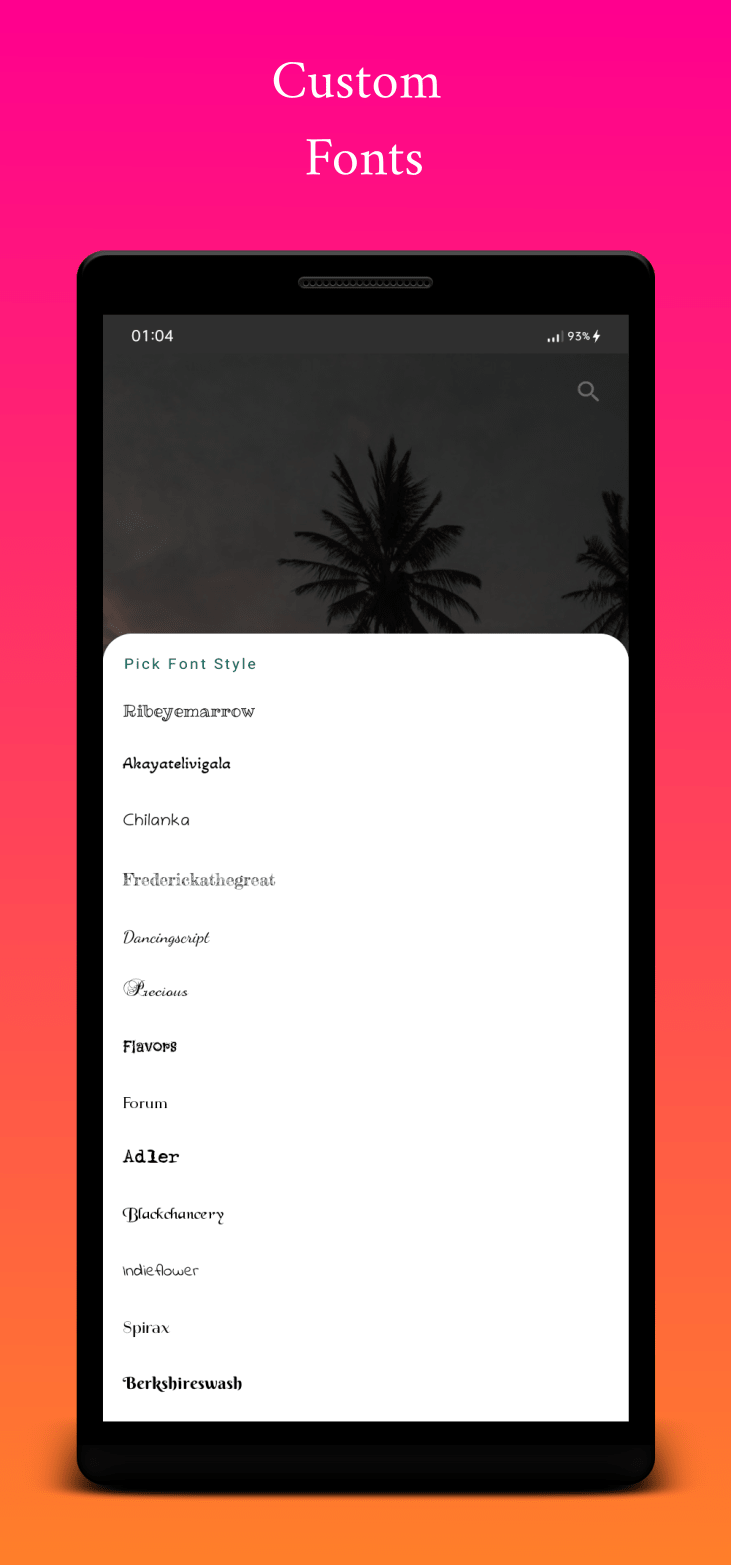 Custom
Fonts
01:04 93%
Pick Font Style
Ribeyemarrow
Akayatelivigala
Chilanka
Frederickathegreat
Dancingscript
Precious
Flavors
Forum
Adler
Blackchancery
Indieflower
Spirax
Berkshireswash